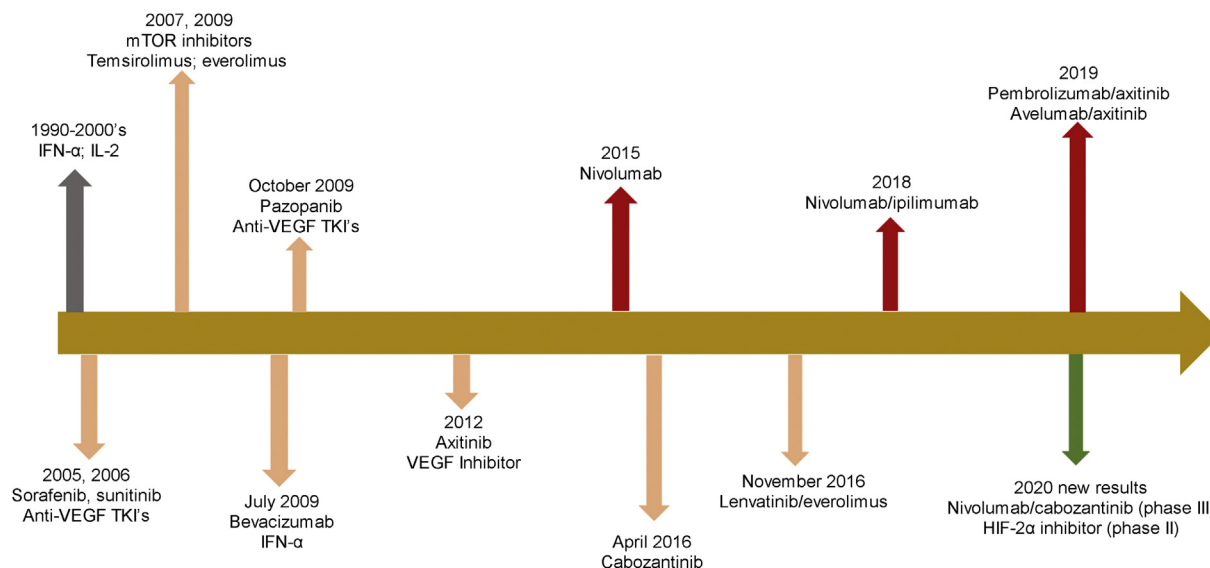 2007, 2009
mTOR inhibitors
Temsirolimus; everolimus
1990-2000's
IFN-α; IL-2
October 2009
Pazopanib
Anti-VEGF TKI's
2015
Nivolumab
2018
Nivolumab/ipilimumab
2019
Pembrolizumab/axitinib
Avelumab/axitinib
2005, 2006
Sorafenib, sunitinib
Anti-VEGF TKI's
July 2009
Bevacizumab
IFN-α
2012
Axitinib
VEGF Inhibitor
April 2016
Cabozantinib
November 2016
Lenvatinib/everolimus
2020 new results
Nivolumab/cabozantinib (phase III
HIF-2α inhibitor (phase II)